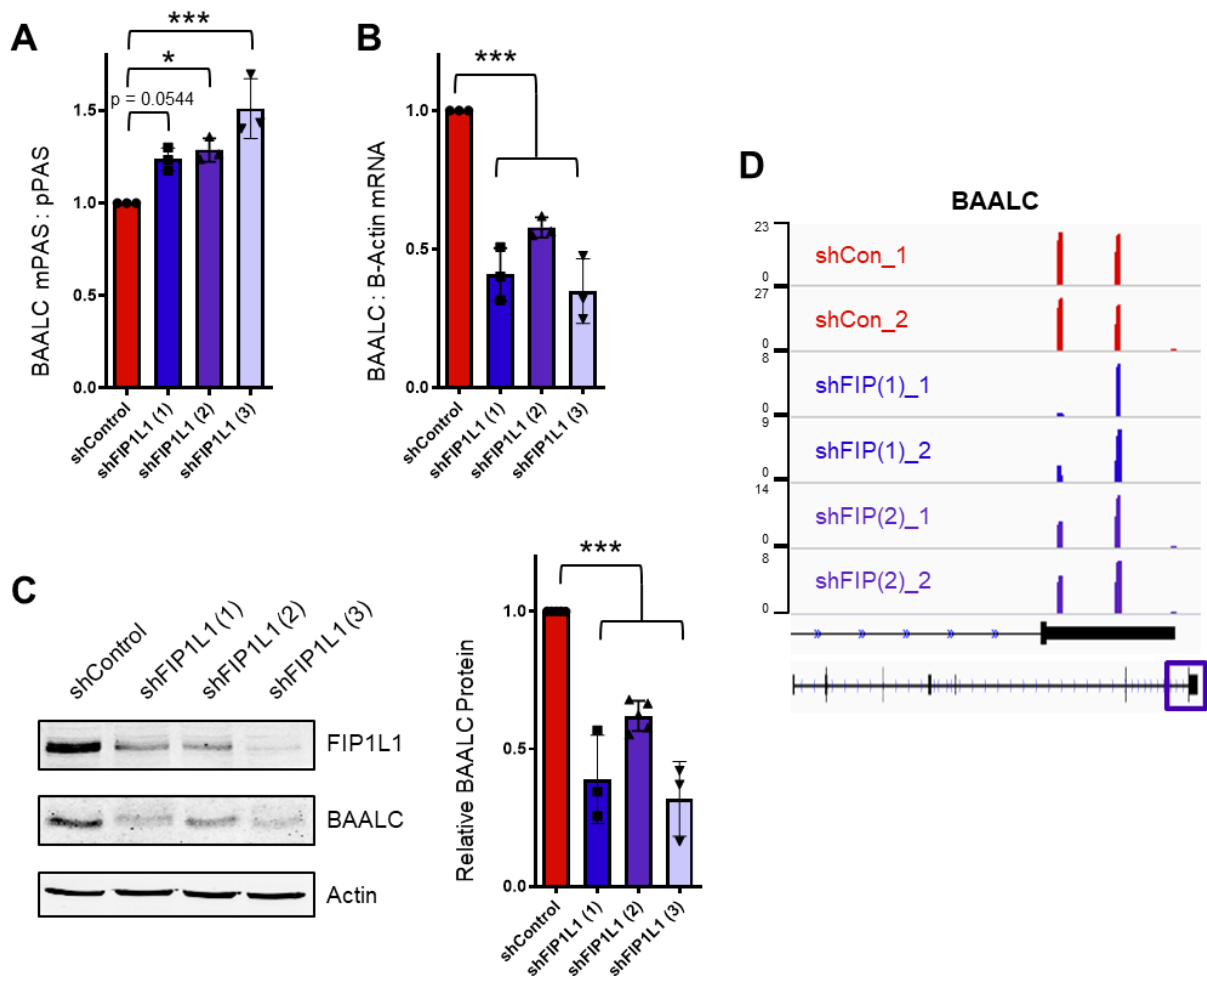 A
***
*
p = 0.0544
1.5
1.0
0.5
0.0
BAALC mPAS : pPAS
shControl
shFIP1L1 (1)
shFIP1L1 (2)
shFIP1L1 (3)
B
***
1.0
0.5
0.0
BAALC : B-Actin mRNA
shControl
shFIP1L1 (1)
shFIP1L1 (2)
shFIP1L1 (3)
C
shControl
shFIP1L1 (1)
shFIP1L1 (2)
shFIP1L1 (3)
FIP1L1
BAALC
Actin
***
1.0
0.5
0.0
Relative BAALC Protein
shControl
shFIP1L1 (1)
shFIP1L1 (2)
shFIP1L1 (3)
D
BAALC
23
shCon_1
0
27
shCon_2
0
8
shFIP(1)_1
0
9
shFIP(1)_2
0
14
shFIP(2)_1
0
8
shFIP(2)_2
0